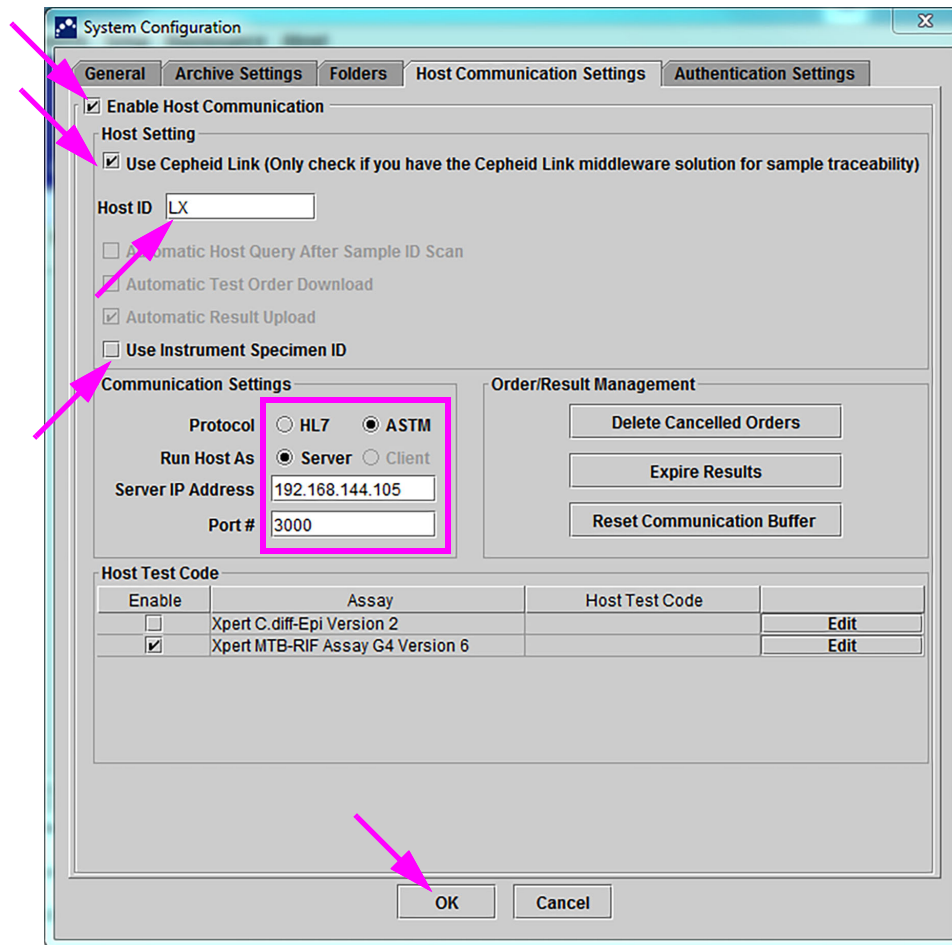 System Configuration
General Archive Settings Folders Host Communication Settings Authentication Settings
Enable Host Communication
Host Setting
Use Cepheid Link (Only check if you have the Cepheid Link middleware solution for sample traceability)
Host ID LX
Automatic Host Query After Sample ID Scan
Automatic Test Order Download
Automatic Result Upload
Use Instrument Specimen ID
Communication Settings
Protocol HL7 ASTM
Run Host As Server Client
Server IP Address 192.168.144.105
Port # 3000
Order/Result Management
Delete Cancelled Orders
Expire Results
Reset Communication Buffer
Host Test Code
Enable Assay Host Test Code
Xpert C.diff-Epi Version 2 Edit
Xpert MTB-RIF Assay G4 Version 6 Edit
OK Cancel